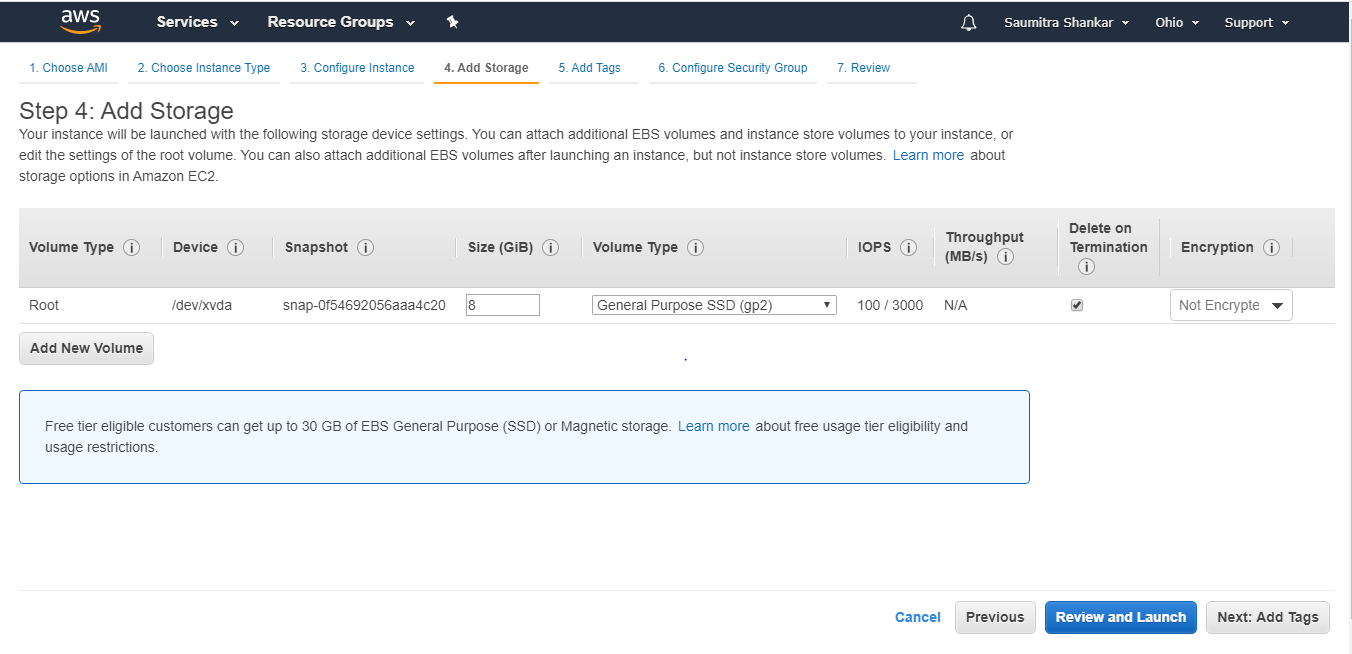 aws Services Resource Groups Saumitra Shankar Ohio Support
1. Choose AMI 2. Choose Instance Type 3. Configure Instance 4. Add Storage 5. Add Tags 6. Configure Security Group 7. Review
Step 4: Add Storage
Your instance will be launched with the following storage device settings. You can attach additional EBS volumes and instance store volumes to your instance, or
edit the settings of the root volume. You can also attach additional EBS volumes after launching an instance, but not instance store volumes. Learn more about
storage options in Amazon EC2.
Volume Type i Device i Snapshot i Size (GiB) i Volume Type i IOPS i Throughput (MB/s) i Delete on Termination i Encryption i
Root /dev/xvda snap-0f54692056aaa4c20 8 General Purpose SSD (gp2) 100 / 3000 N/A Not Encrypte
Add New Volume
Free tier eligible customers can get up to 30 GB of EBS General Purpose (SSD) or Magnetic storage. Learn more about free usage tier eligibility and
usage restrictions.
Cancel Previous Review and Launch Next: Add Tags